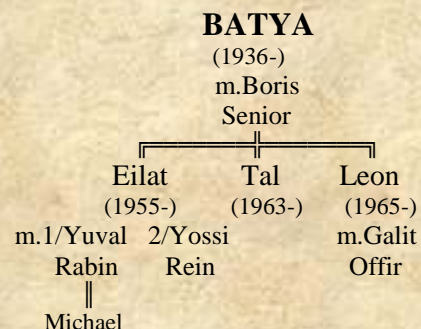 BATYA
(1936-)
m.Boris
Senior
Eilat Tal Leon
(1955-) (1963-) (1965-)
m.1/Yuval 2/Yossi m.Galit
Rabin Rein Offir
Michael